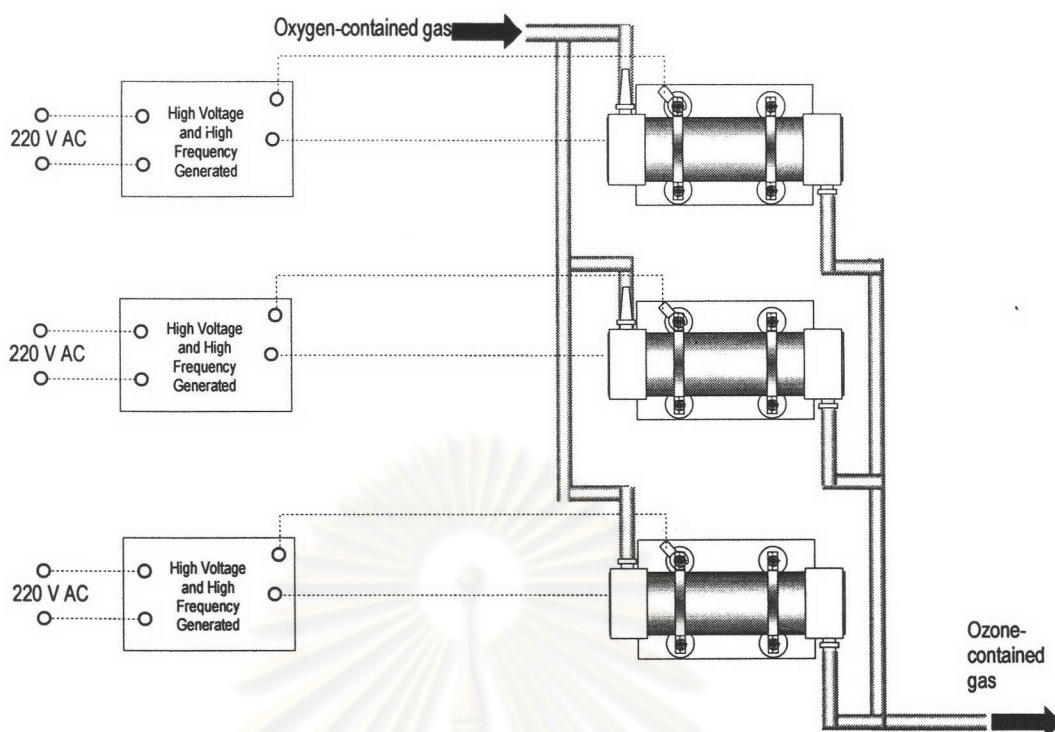 Oxygen-contained gas
220 V AC
High Voltage
and High
Frequency
Generated
220 V AC
High Voltage
and High
Frequency
Generated
220 V AC
High Voltage
and High
Frequency
Generated
Ozone-
contained
gas